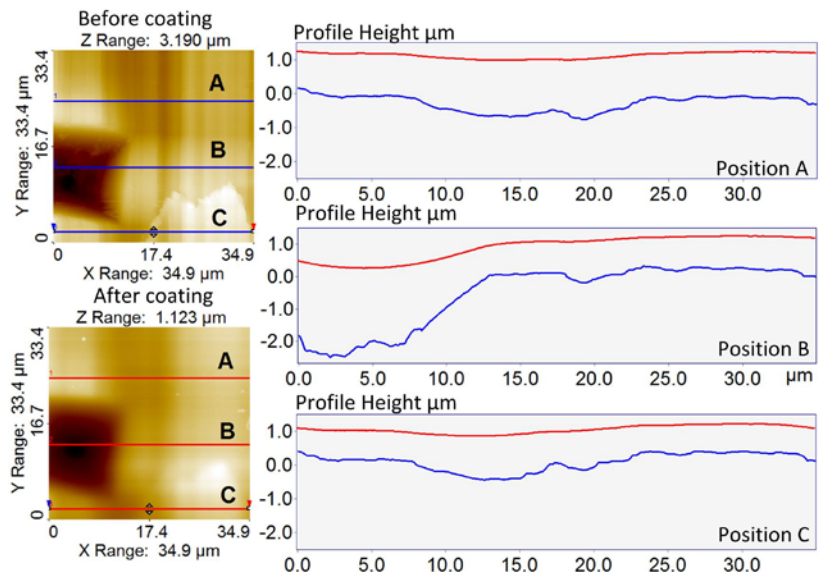 Before coating
Z Range: 3.190 µm
Y Range: 33.4 µm
33.4
16.7
0
A
B
C
0
17.4
34.9
X Range: 34.9 µm
After coating
Z Range: 1.123 µm
Y Range: 33.4 µm
33.4
16.7
0
A
B
C
0
17.4
34.9
X Range: 34.9 µm
Profile Height µm
1.0
0.0
-1.0
-2.0
Position A
0.0 5.0 10.0 15.0 20.0 25.0 30.0
Profile Height µm
1.0
0.0
-1.0
-2.0
Position B
0.0 5.0 10.0 15.0 20.0 25.0 30.0 µm
Profile Height µm
1.0
0.0
-1.0
-2.0
Position C
0.0 5.0 10.0 15.0 20.0 25.0 30.0